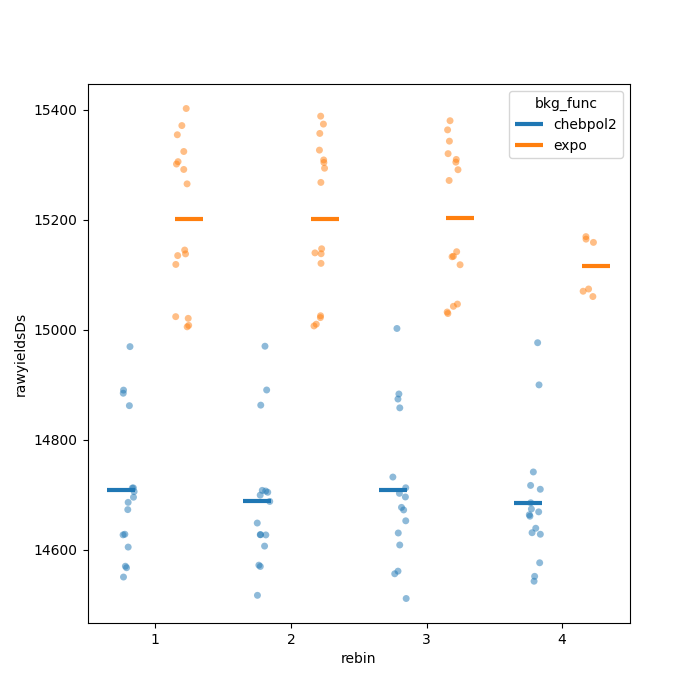 15400
15200
15000
14800
14600
rawyieldsDs
bkg_func
chebpol2
expo
1 2 3 4
rebin